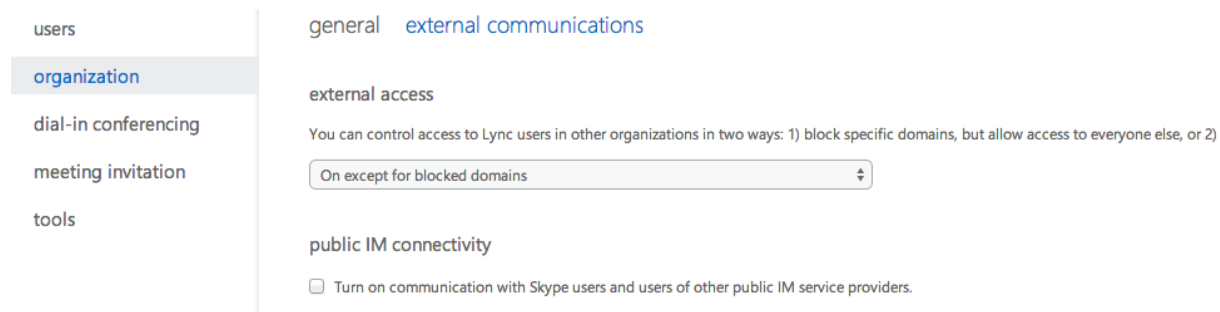 users
organization
dial-in conferencing
meeting invitation
tools
general external communications
external access
You can control access to Lync users in other organizations in two ways: 1) block specific domains, but allow access to everyone else, or 2)
On except for blocked domains
public IM connectivity
Turn on communication with Skype users and users of other public IM service providers.